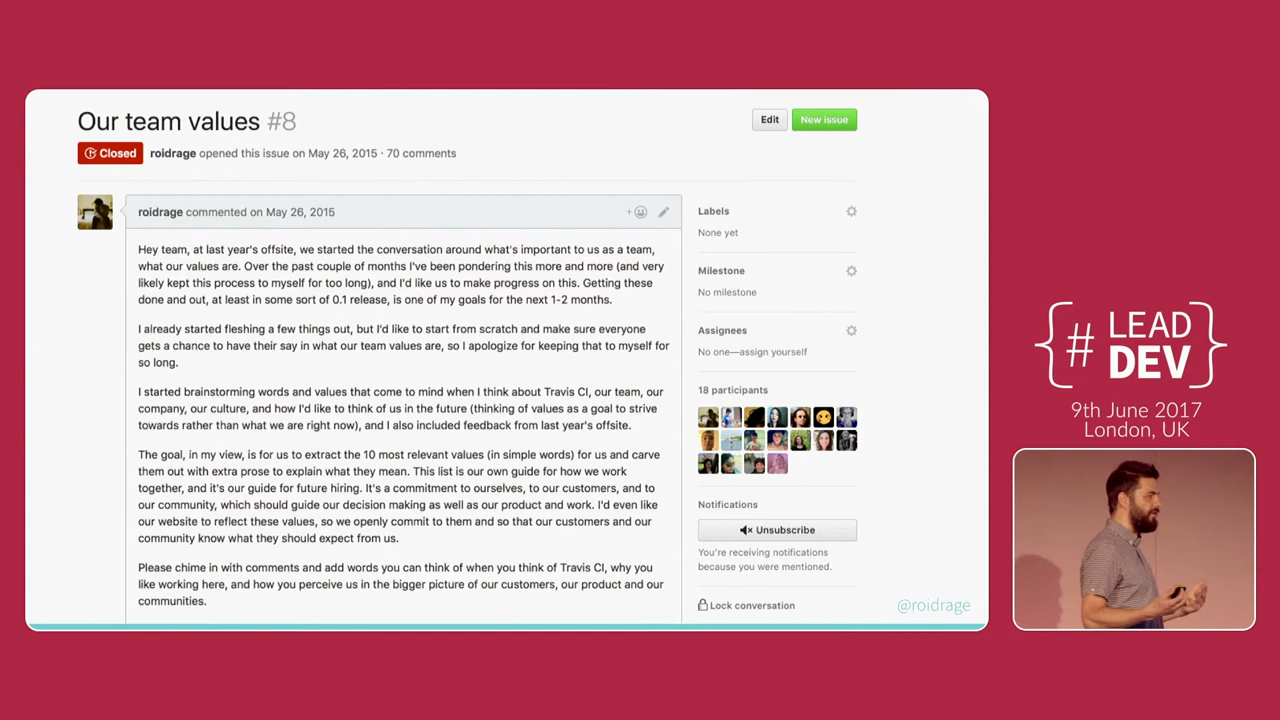 Our team values #8
Edit
New issue
Closed
roidrage opened this issue on May 26, 2015 · 70 comments
roidrage commented on May 26, 2015
Hey team, at last year's offsite, we started the conversation around what's important to us as a team,
what our values are. Over the past couple of months I've been pondering this more and more (and very
likely kept this process to myself for too long), and I'd like us to make progress on this. Getting these
done and out, at least in some sort of 0.1 release, is one of my goals for the next 1-2 months.
I already started fleshing a few things out, but I'd like to start from scratch and make sure everyone
gets a chance to have their say in what our team values are, so I apologize for keeping that to myself for
so long.
I started brainstorming words and values that come to mind when I think about Travis CI, our team, our
company, our culture, and how I'd like to think of us in the future (thinking of values as a goal to strive
towards rather than what we are right now), and I also included feedback from last year's offsite.
The goal, in my view, is for us to extract the 10 most relevant values (in simple words) for us and carve
them out with extra prose to explain what they mean. This list is our own guide for how we work
together, and it's our guide for future hiring. It's a commitment to ourselves, to our customers, and to
our community, which should guide our decision making as well as our product and work. I'd even like
our website to reflect these values, so we openly commit to them and so that our customers and our
community know what they should expect from us.
Please chime in with comments and add words you can think of when you think of Travis CI, why you
like working here, and how you perceive us in the bigger picture of our customers, our product and our
communities.
Labels
None yet
Milestone
No milestone
Assignees
No one—assign yourself
18 participants
Notifications
Unsubscribe
You're receiving notifications
because you were mentioned.
Lock conversation
@roidrage
{# LEAD
DEV}
9th June 2017
London, UK